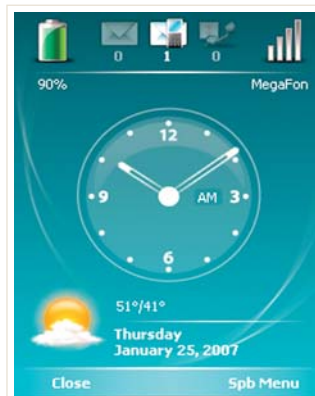 0 1 0
90% MegaFon
12
9 AM 3
6
51°/41°
Thursday
January 25, 2007
Close Spb Menu